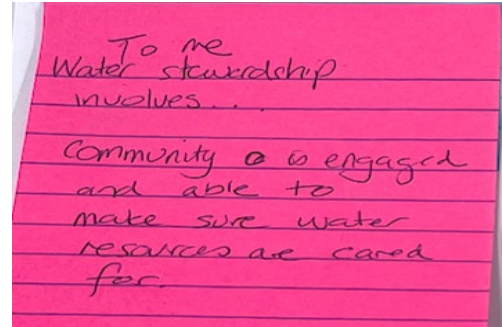 To me
Water stewardship
involves...
Community is engaged
and able to
make sure water
resources are cared
for.